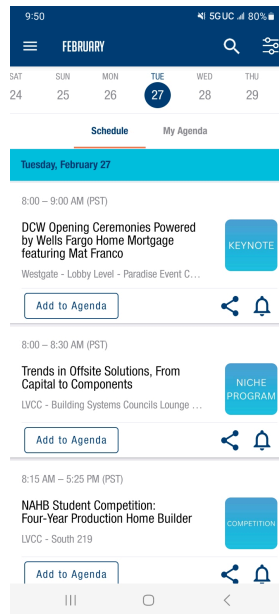 9:50
5G UC 80%
FEBRUARY
SAT SUN MON TUE WED THU
24 25 26 27 28 29
Schedule My Agenda
Tuesday, February 27
8:00 – 9:00 AM (PST)
DCW Opening Ceremonies Powered
by Wells Fargo Home Mortgage
featuring Mat Franco
KEYNOTE
Westgate - Lobby Level - Paradise Event C...
Add to Agenda
8:00 – 8:30 AM (PST)
Trends in Offsite Solutions, From
Capital to Components
NICHE
PROGRAM
LVCC - Building Systems Councils Lounge ...
Add to Agenda
8:15 AM – 5:25 PM (PST)
NAHB Student Competition:
Four-Year Production Home Builder
COMPETITION
LVCC - South 219
Add to Agenda